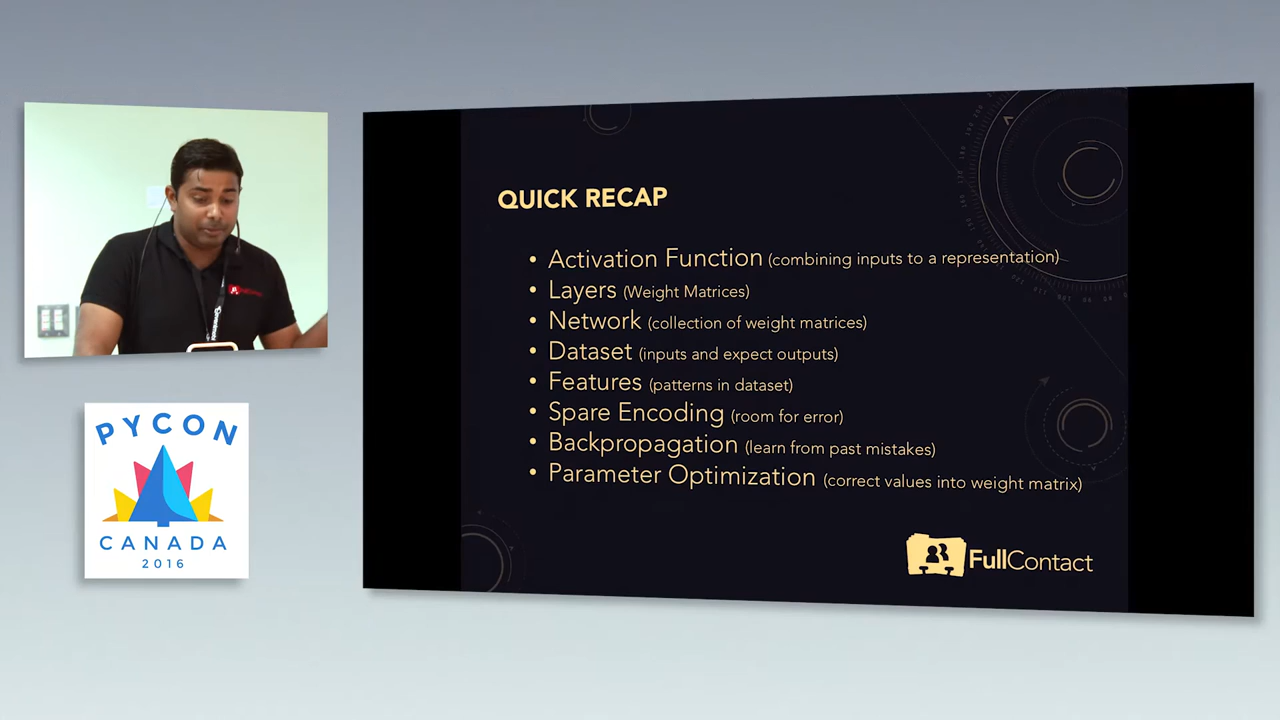 QUICK RECAP
• Activation Function (combining inputs to a representation)
• Layers (Weight Matrices)
• Network (collection of weight matrices)
• Dataset (inputs and expect outputs)
• Features (patterns in dataset)
• Spare Encoding (room for error)
• Backpropagation (learn from past mistakes)
• Parameter Optimization (correct values into weight matrix)
FullContact
PYCON
CANADA
2016